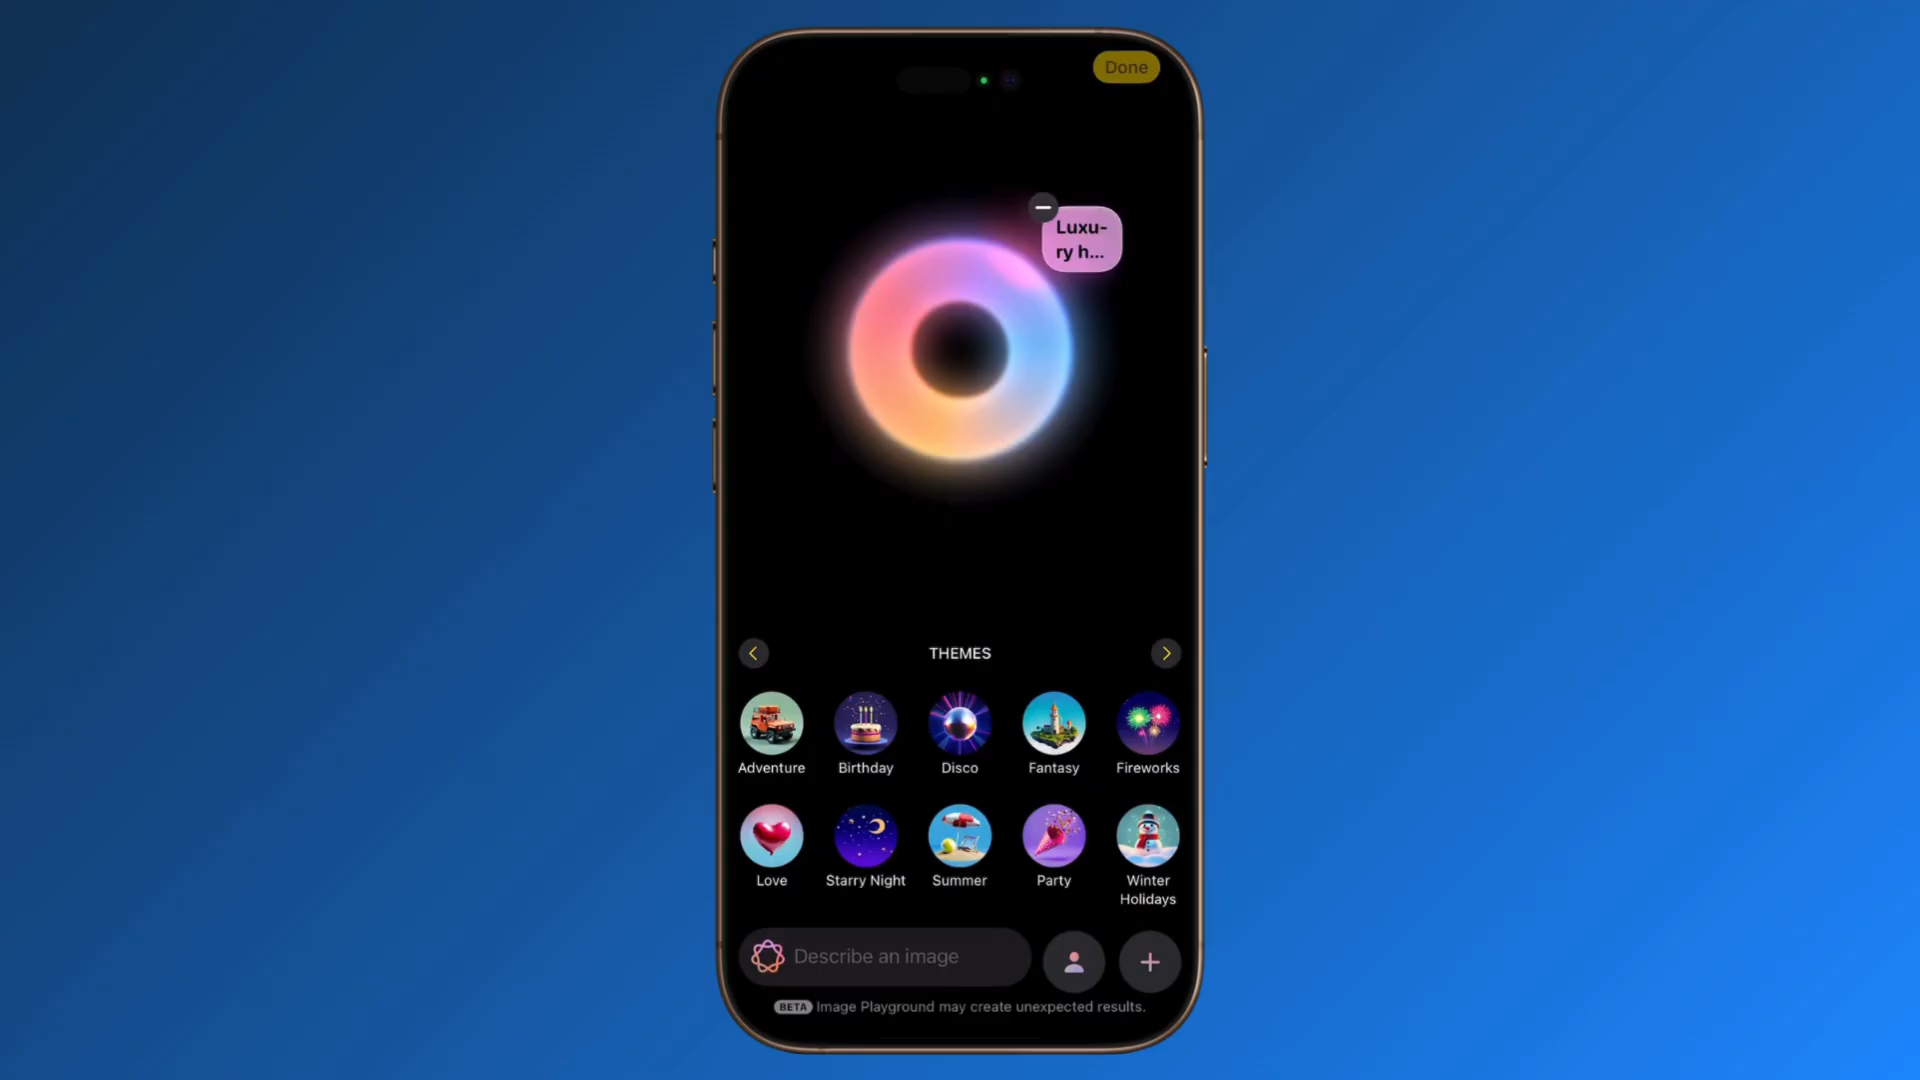 Done
Luxu-
ry h...
THEMES
Adventure
Birthday
Disco
Fantasy
Fireworks
Love
Starry Night
Summer
Party
Winter
Holidays
Describe an image
BETA Image Playground may create unexpected results.